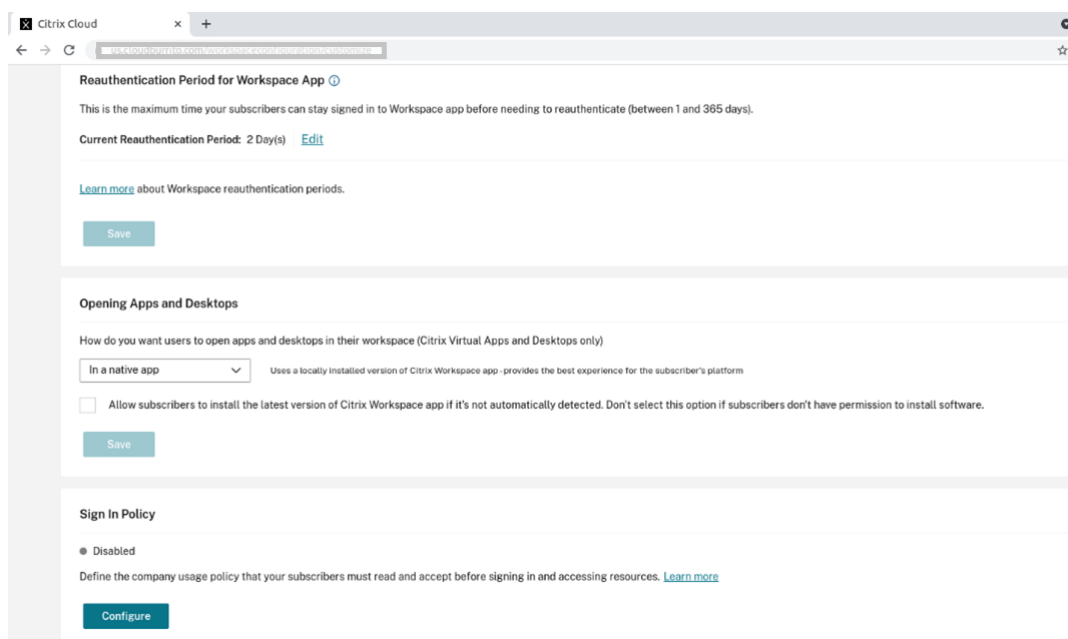 Citrix Cloud
us.cloudburrito.com/workspaceconfiguration/customize
Reauthentication Period for Workspace App
This is the maximum time your subscribers can stay signed in to Workspace app before needing to reauthenticate (between 1 and 365 days).
Current Reauthentication Period: 2 Day(s) Edit
Learn more about Workspace reauthentication periods.
Save
Opening Apps and Desktops
How do you want users to open apps and desktops in their workspace (Citrix Virtual Apps and Desktops only)
In a native app Uses a locally installed version of Citrix Workspace app - provides the best experience for the subscriber's platform
Allow subscribers to install the latest version of Citrix Workspace app if it's not automatically detected. Don't select this option if subscribers don't have permission to install software.
Save
Sign In Policy
Disabled
Define the company usage policy that your subscribers must read and accept before signing in and accessing resources. Learn more
Configure